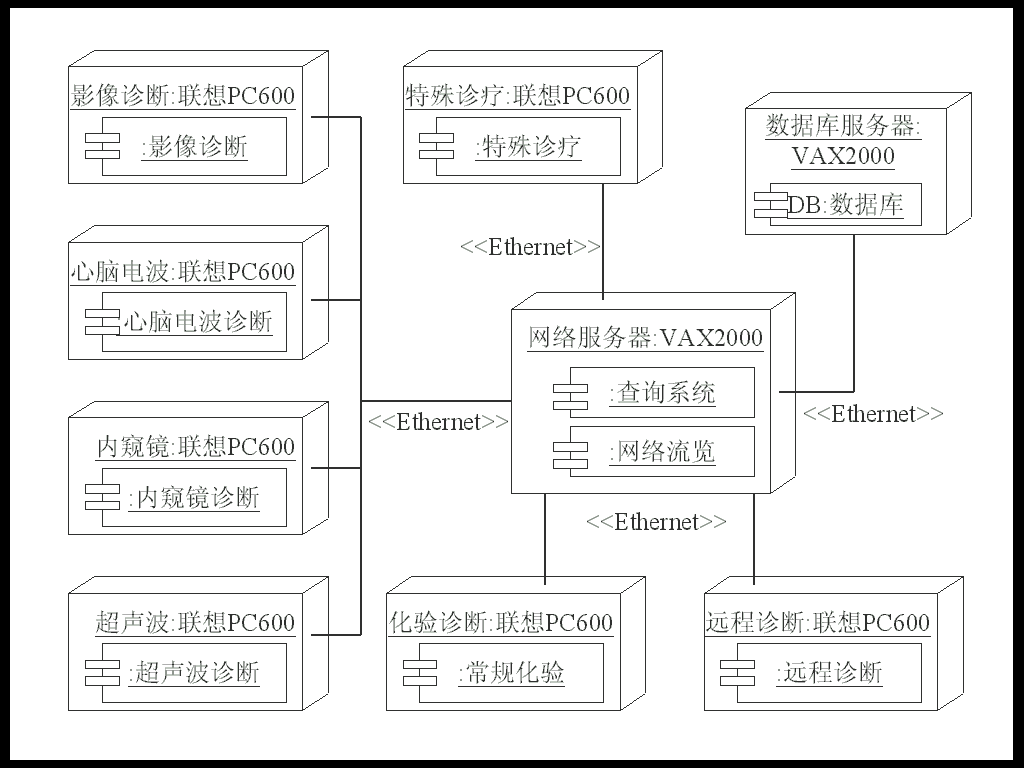 影像诊断:联想PC600
:影像诊断
特殊诊疗:联想PC600
:特殊诊疗
数据库服务器:
VAX2000
DB:数据库
<<Ethernet>>
心脑电波:联想PC600
心脑电波诊断
网络服务器:VAX2000
:查询系统
:网络流览
<<Ethernet>>
<<Ethernet>>
内窥镜:联想PC600
:内窥镜诊断
<<Ethernet>>
超声波:联想PC600
:超声波诊断
化验诊断:联想PC600
:常规化验
远程诊断:联想PC600
:远程诊断